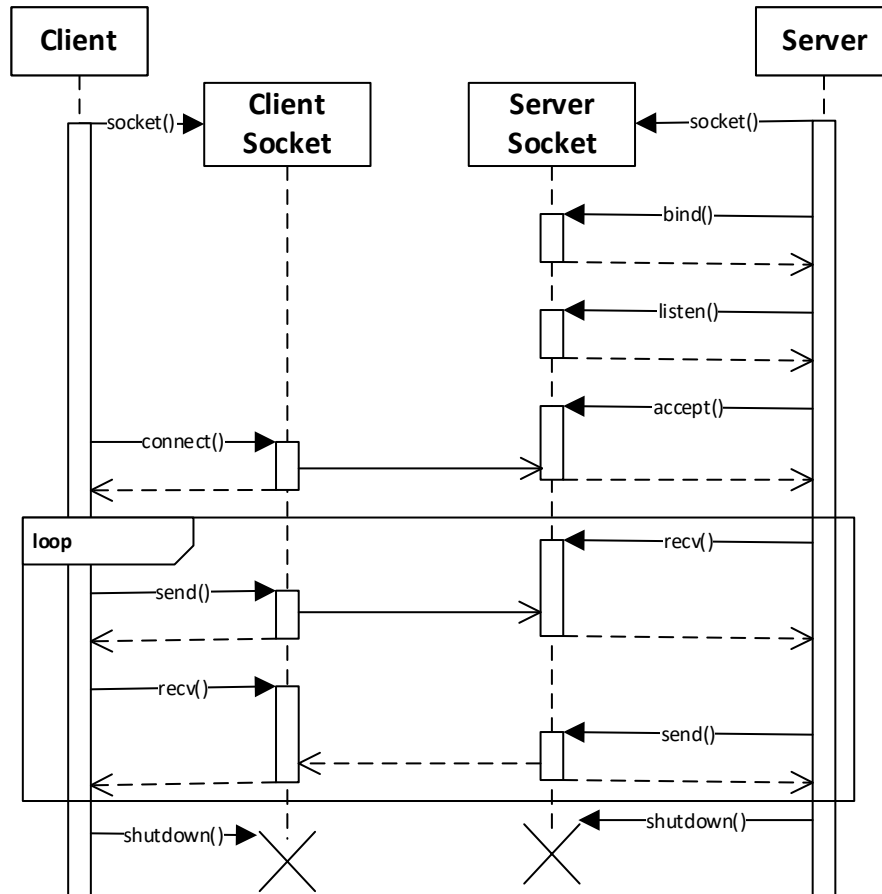 Client
Server
Client
Socket
Server
Socket
socket()
socket()
bind()
listen()
accept()
connect()
loop
recv()
send()
recv()
send()
shutdown()
shutdown()